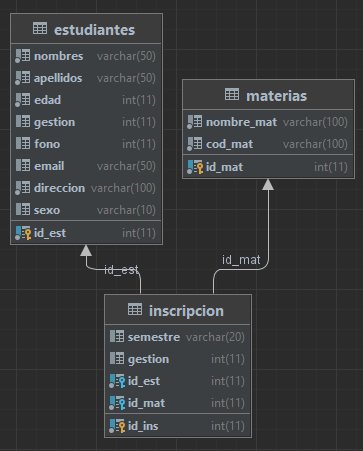 estudiantes
nombres varchar(50)
apellidos varchar(50)
edad int(11)
gestion int(11)
fono int(11)
email varchar(50)
direccion varchar(100)
sexo varchar(10)
id_est int(11)
materias
nombre_mat varchar(100)
cod_mat varchar(100)
id_mat int(11)
id_est
id_mat
inscripcion
semestre varchar(20)
gestion int(11)
id_est int(11)
id_mat int(11)
id_ins int(11)